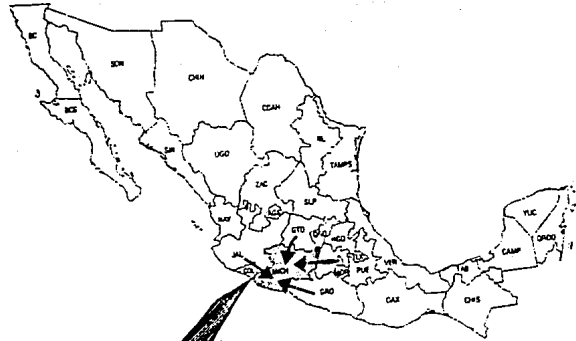 BC
SON
CHIH
COAH
BCS
SIN
NL
DGO
TAMPS
ZAC
SLP
NAY
AGS
YUC
GTO
QRO
HGO
CAMP
JAL
VER
COL
MICH
MOR
PUE
TAB
GRO
OAX
CHIS